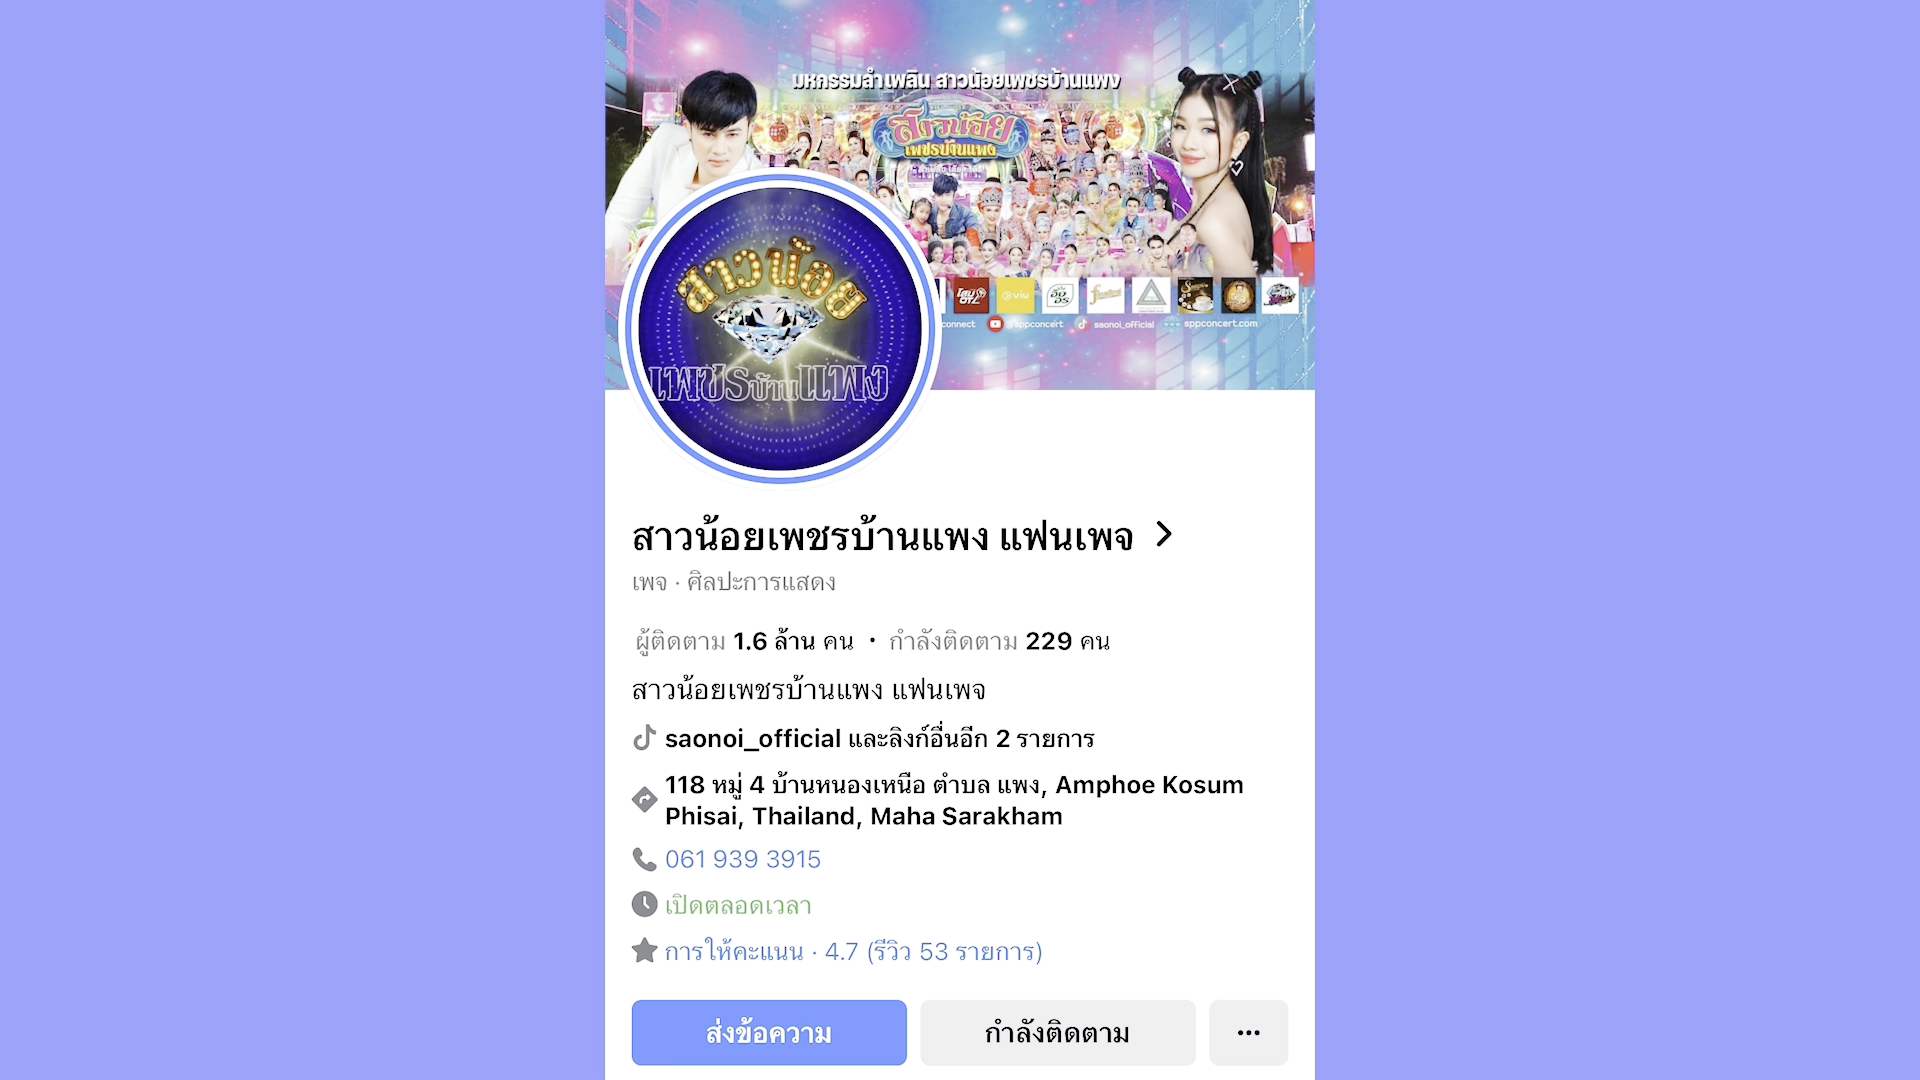 มหกรรมลำเพลิน สาวน้อยเพชรบ้านแพง
สาวน้อย
เพชรบ้านแพง
viu
connect sppconcert saonoi_official sppconcert.com
สาวน้อย
เพชรบ้านแพง
สาวน้อยเพชรบ้านแพง แฟนเพจ
เพจ · ศิลปะการแสดง
ผู้ติดตาม 1.6 ล้าน คน · กำลังติดตาม 229 คน
สาวน้อยเพชรบ้านแพง แฟนเพจ
saonoi_official และลิงก์อื่นอีก 2 รายการ
118 หมู่ 4 บ้านหนองเหนือ ตำบล แพง, Amphoe Kosum
Phisai, Thailand, Maha Sarakham
061 939 3915
เปิดตลอดเวลา
การให้คะแนน · 4.7 (รีวิว 53 รายการ)
ส่งข้อความ
กำลังติดตาม